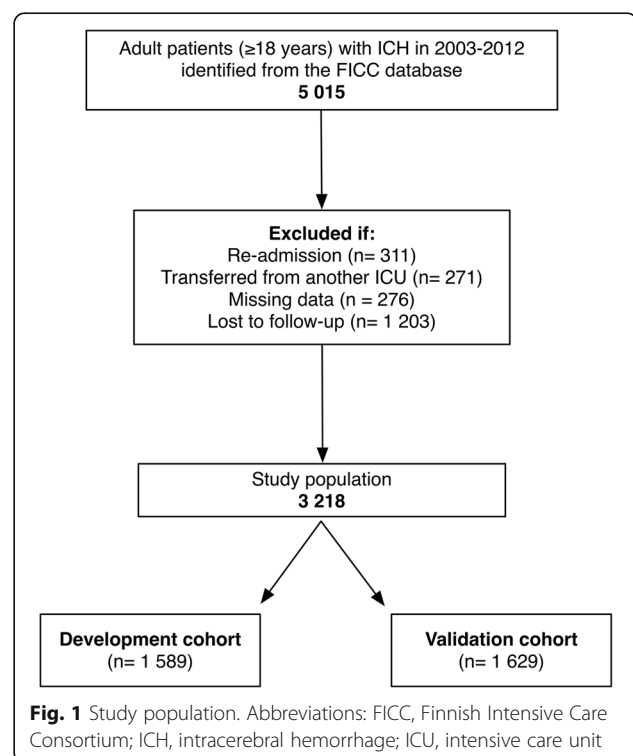 Adult patients (≥18 years) with ICH in 2003-2012
identified from the FICC database
5 015
Excluded if:
Re-admission (n= 311)
Transferred from another ICU (n= 271)
Missing data (n = 276)
Lost to follow-up (n= 1 203)
Study population
3 218
Development cohort
(n= 1 589)
Validation cohort
(n= 1 629)
Fig. 1 Study population. Abbreviations: FICC, Finnish Intensive Care
Consortium; ICH, intracerebral hemorrhage; ICU, intensive care unit